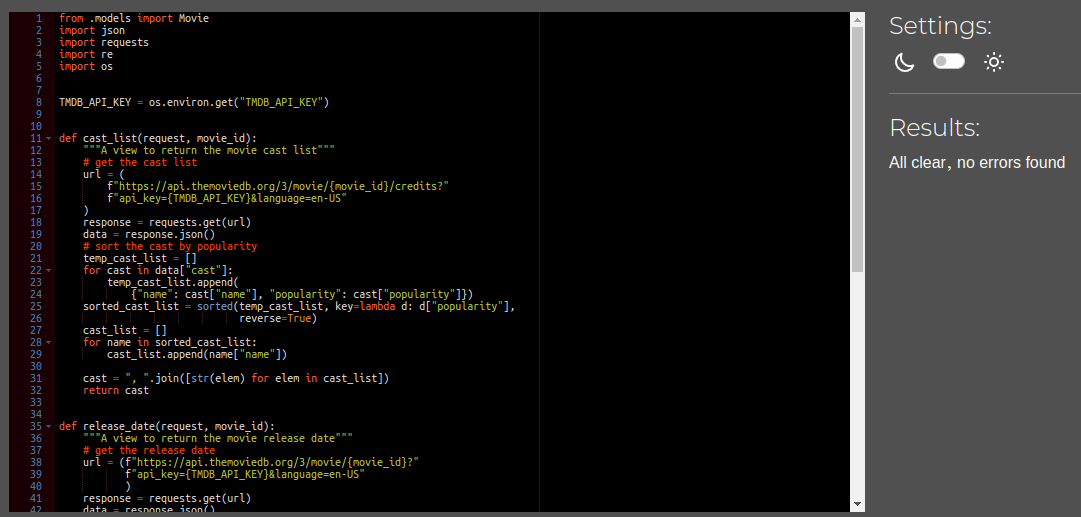 1 from .models import Movie
2 import json
3 import requests
4 import re
5 import os
6
7
8 TMDB_API_KEY = os.environ.get("TMDB_API_KEY")
9
10
11 def cast_list(request, movie_id):
12     """A view to return the movie cast list"""
13     # get the cast list
14     url = (
15         f"https://api.themoviedb.org/3/movie/{movie_id}/credits?"
16         f"api_key={TMDB_API_KEY}&language=en-US"
17     )
18     response = requests.get(url)
19     data = response.json()
20     # sort the cast by popularity
21     temp_cast_list = []
22     for cast in data["cast"]:
23         temp_cast_list.append(
24             {"name": cast["name"], "popularity": cast["popularity"]})
25     sorted_cast_list = sorted(temp_cast_list, key=lambda d: d["popularity"],
26                               reverse=True)
27     cast_list = []
28     for name in sorted_cast_list:
29         cast_list.append(name["name"])
30
31     cast = ", ".join([str(elem) for elem in cast_list])
32     return cast
33
34
35 def release_date(request, movie_id):
36     """A view to return the movie release date"""
37     # get the release date
38     url = (f"https://api.themoviedb.org/3/movie/{movie_id}?"
39            f"api_key={TMDB_API_KEY}&language=en-US"
40            )
41     response = requests.get(url)
42     data = response.json()
Settings:
Results:
All clear, no errors found